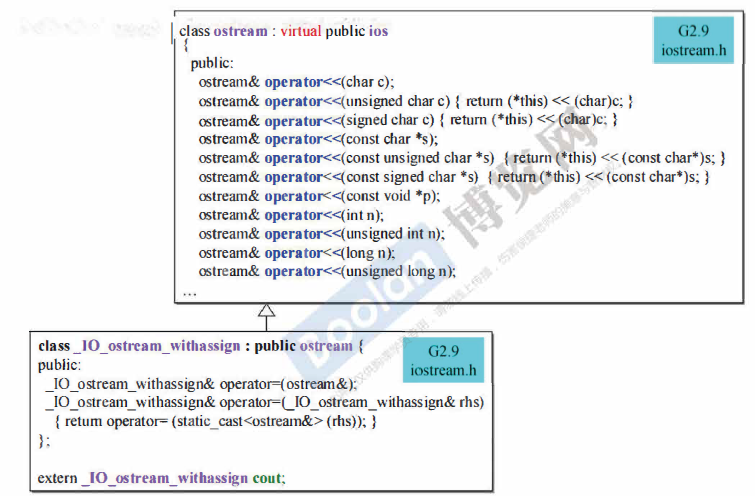 class ostream : virtual public ios
{
public:
ostream& operator<<(char c);
ostream& operator<<(unsigned char c) { return (*this) << (char)c; }
ostream& operator<<(signed char c) { return (*this) << (char)c; }
ostream& operator<<(const char *s);
ostream& operator<<(const unsigned char *s) { return (*this) << (const char*)s; }
ostream& operator<<(const signed char *s) { return (*this) << (const char*)s; }
ostream& operator<<(const void *p);
ostream& operator<<(int n);
ostream& operator<<(unsigned int n);
ostream& operator<<(long n);
ostream& operator<<(unsigned long n);
...
G2.9
iostream.h
Boolan 博览网
class _IO_ostream_withassign : public ostream {
public:
_IO_ostream_withassign& operator=(ostream&);
_IO_ostream_withassign& operator=(_IO_ostream_withassign& rhs)
{ return operator= (static_cast<ostream&> (rhs)); }
};
extern _IO_ostream_withassign cout;
G2.9
iostream.h